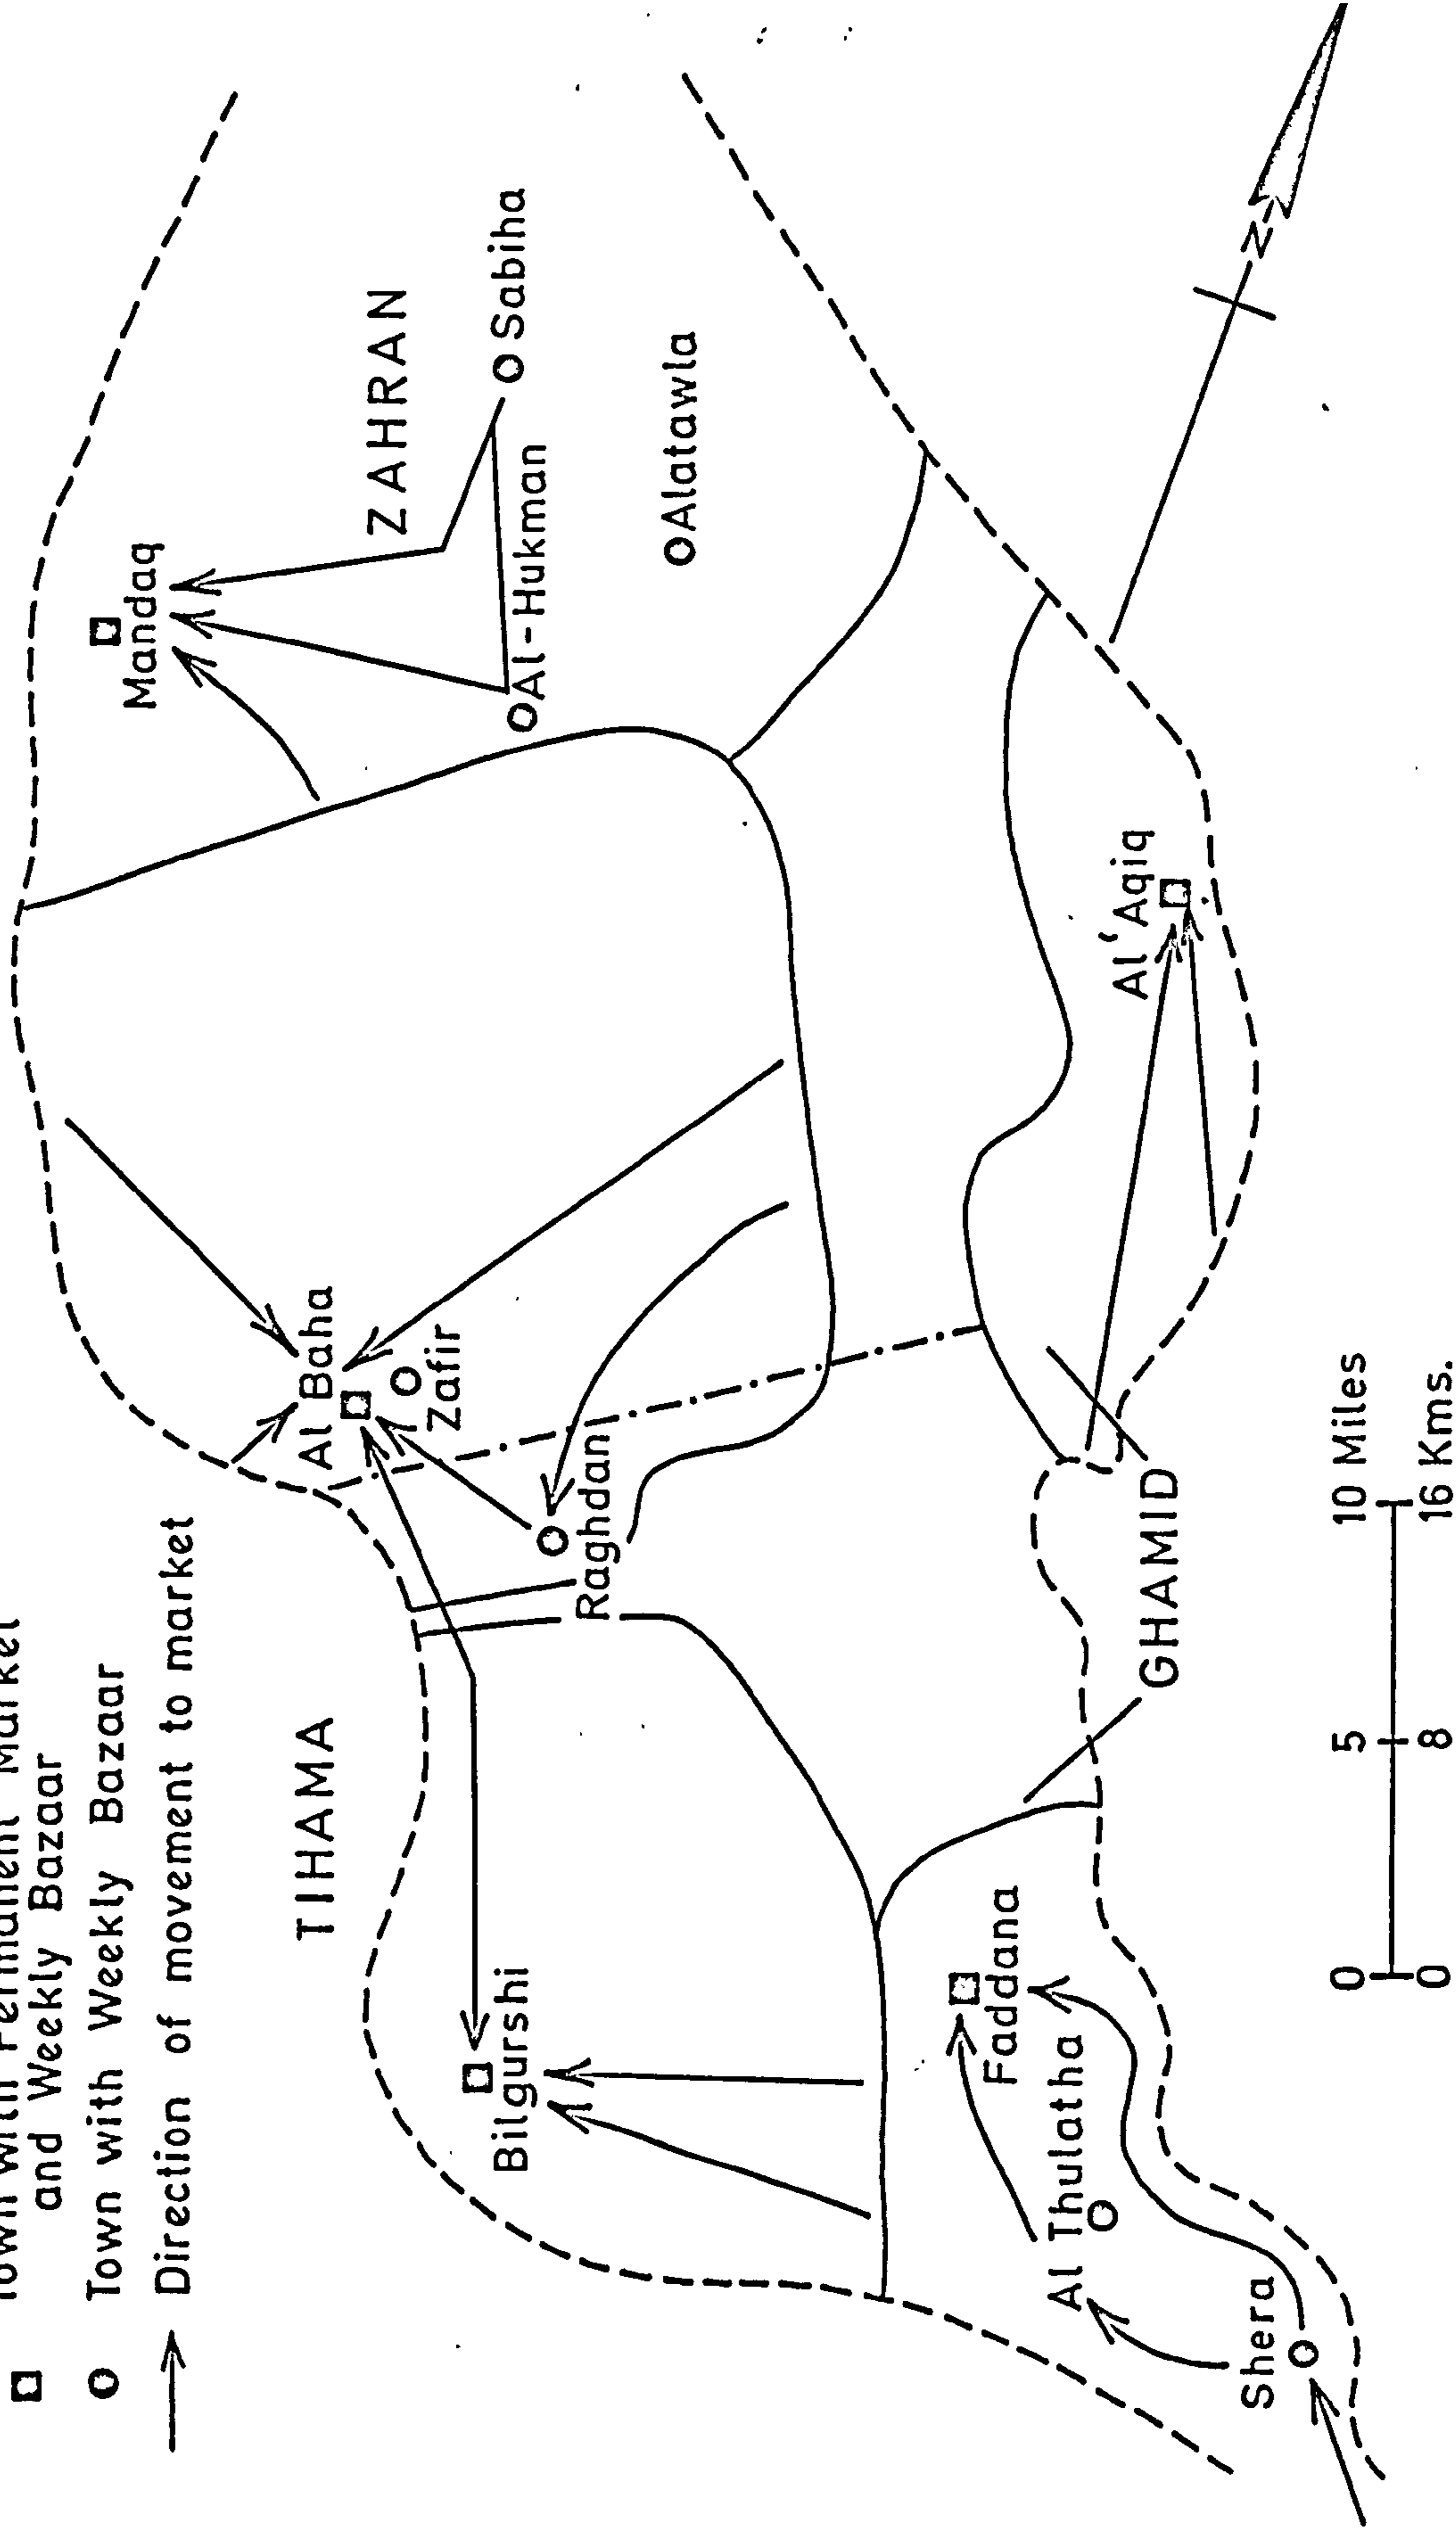 Town with Permanent Market
and Weekly Bazaar
Town with Weekly Bazaar
Direction of movement to market
TIHAMA
Mandaq
ZAHRAN
Sabiha
Al-Hukman
Alatawla
Al Baha
Zafir
Raghdan
Bilgurshi
Al‘Aqiq
Faddana
Al Thulatha
Shera
GHAMID
N
0 5 10 Miles
0 8 16 Kms.